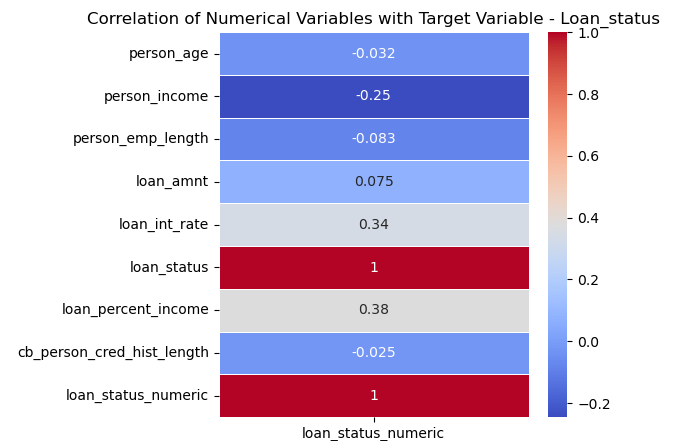 Correlation of Numerical Variables with Target Variable - Loan_status
person_age
-0.032
person_income
-0.25
person_emp_length
-0.083
loan_amnt
0.075
loan_int_rate
0.34
loan_status
1
loan_percent_income
0.38
cb_person_cred_hist_length
-0.025
loan_status_numeric
1
loan_status_numeric
1.0
0.8
0.6
0.4
0.2
0.0
−0.2